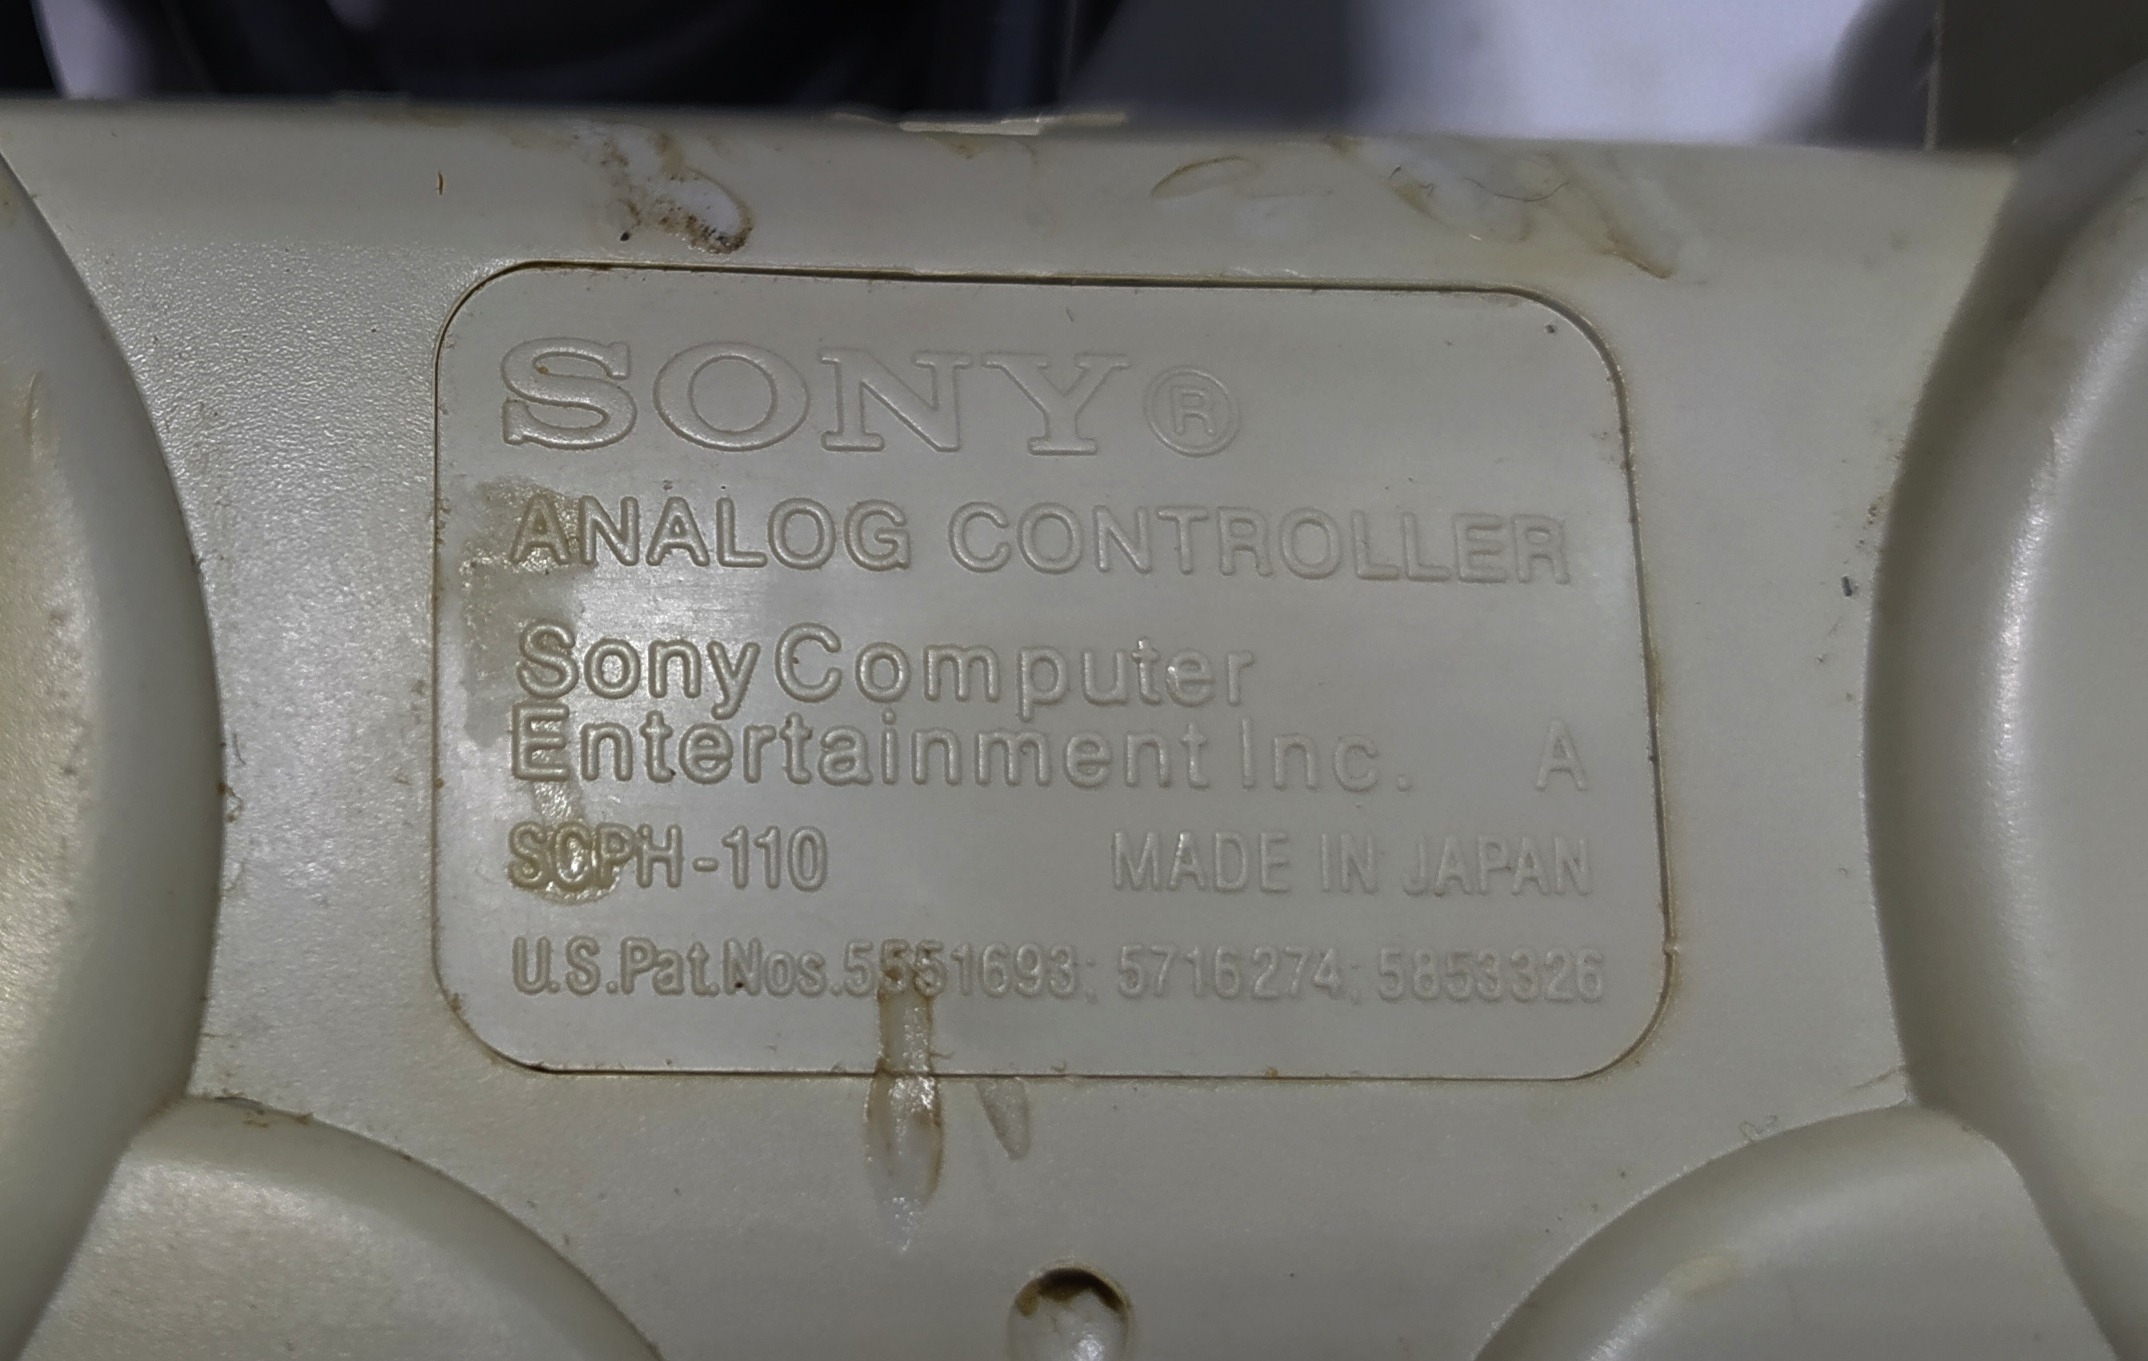 SONY®
ANALOG CONTROLLER
Sony Computer
Entertainment Inc. A
SCPH-110 MADE IN JAPAN
U.S.Pat.Nos.5551693; 5716274; 5853326